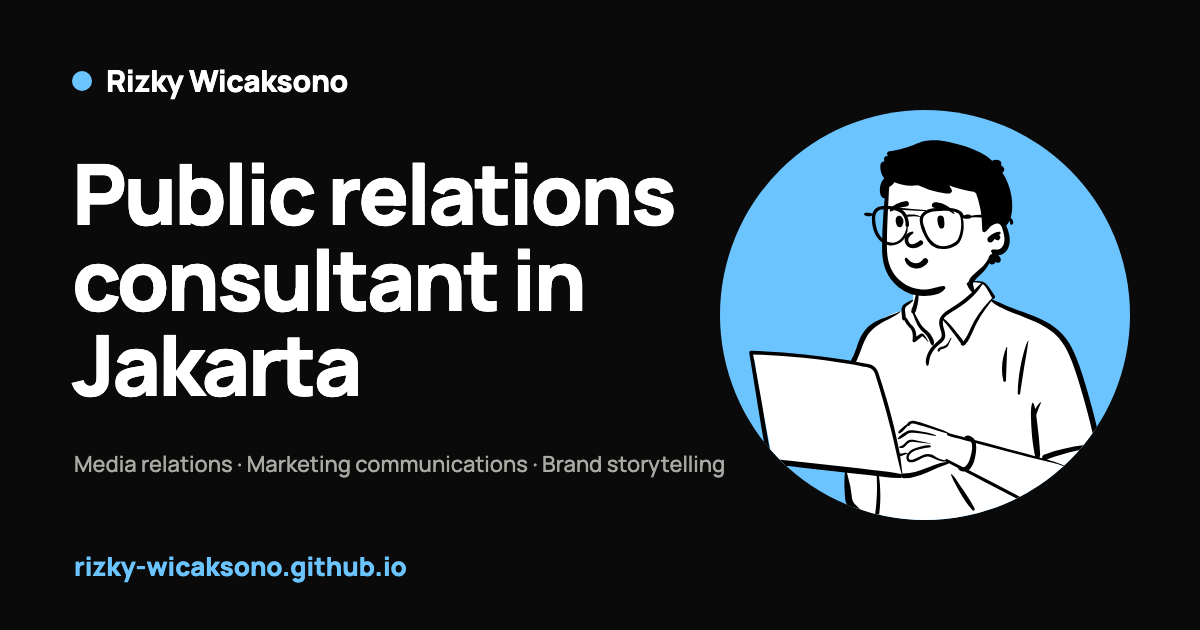 Rizky Wicaksono
Public relations
consultant in
Jakarta
Media relations · Marketing communications · Brand storytelling
rizky-wicaksono.github.io